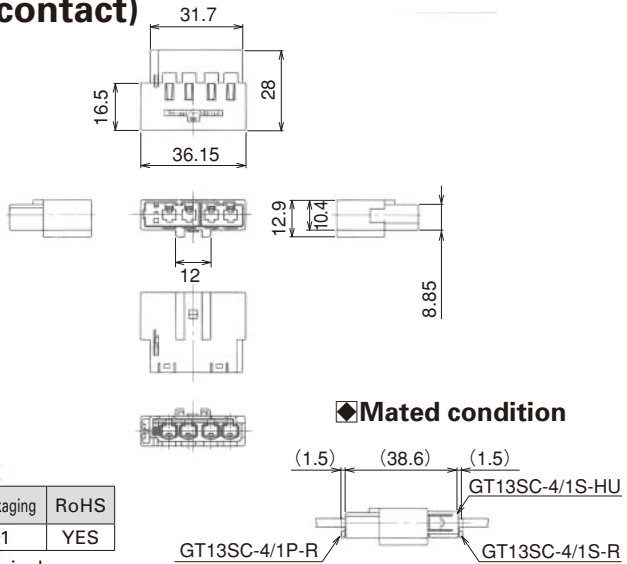 contact)
31.7
28
16.5
36.15
12.9
10.4
12
8.85
◈Mated condition
(1.5) (38.6) (1.5)
GT13SC-4/1S-HU
GT13SC-4/1P-R
GT13SC-4/1S-R
RoHS
1 YES